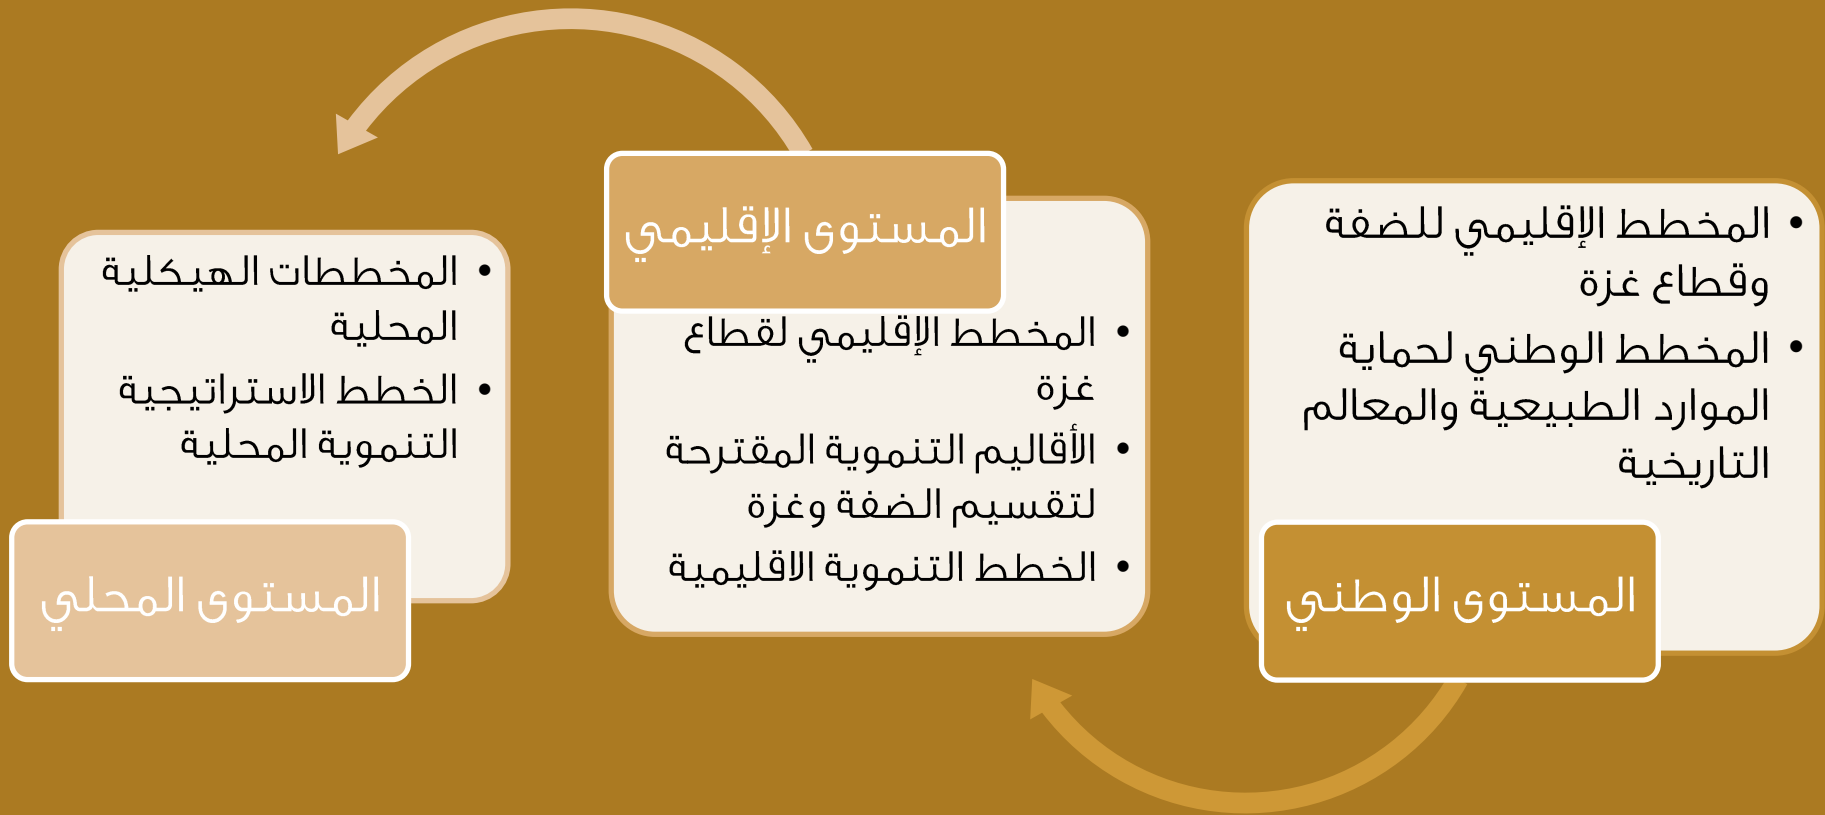 المخطط الإقليمي للضفة
وقطاع غزة
المخطط الوطني لحماية
الموارد الطبيعية والمعالم
التاريخية
المستوى الوطني
المستوى الإقليمي
المخطط الإقليمي لقطاع
غزة
الأقاليم التنموية المقترحة
لتقسيم الضفة وغزة
الخطط التنموية الاقليمية
المخططات الهيكلية
المحلية
الخطط الاستراتيجية
التنموية المحلية
المستوى المحلي